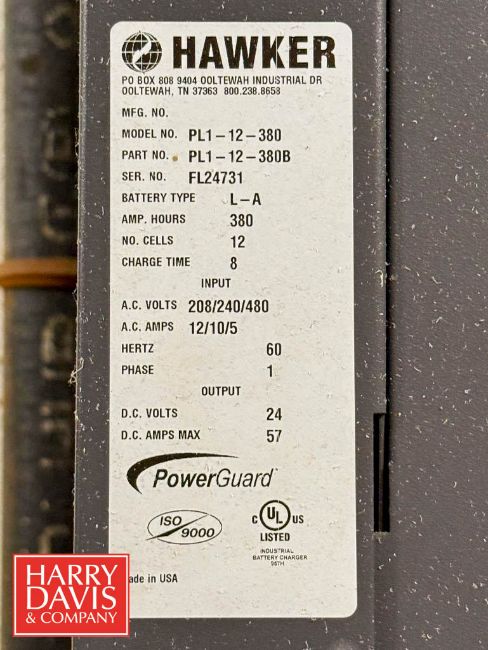 HAWKER
PO BOX 808 9404 OOLTEWAH INDUSTRIAL DR
OOLTEWAH, TN 37363 800.238.8658
MFG. NO.
MODEL NO. PL1-12-380
PART NO. PL1-12-380B
SER. NO. FL24731
BATTERY TYPE L-A
AMP. HOURS 380
NO. CELLS 12
CHARGE TIME 8
INPUT
A.C. VOLTS 208/240/480
A.C. AMPS 12/10/5
HERTZ 60
PHASE 1
OUTPUT
D.C. VOLTS 24
D.C. AMPS MAX 57
PowerGuard
ISO 9000
C UL US
LISTED
INDUSTRIAL
BATTERY CHARGER
967H
in USA
HARRY
DAVIS
& COMPANY